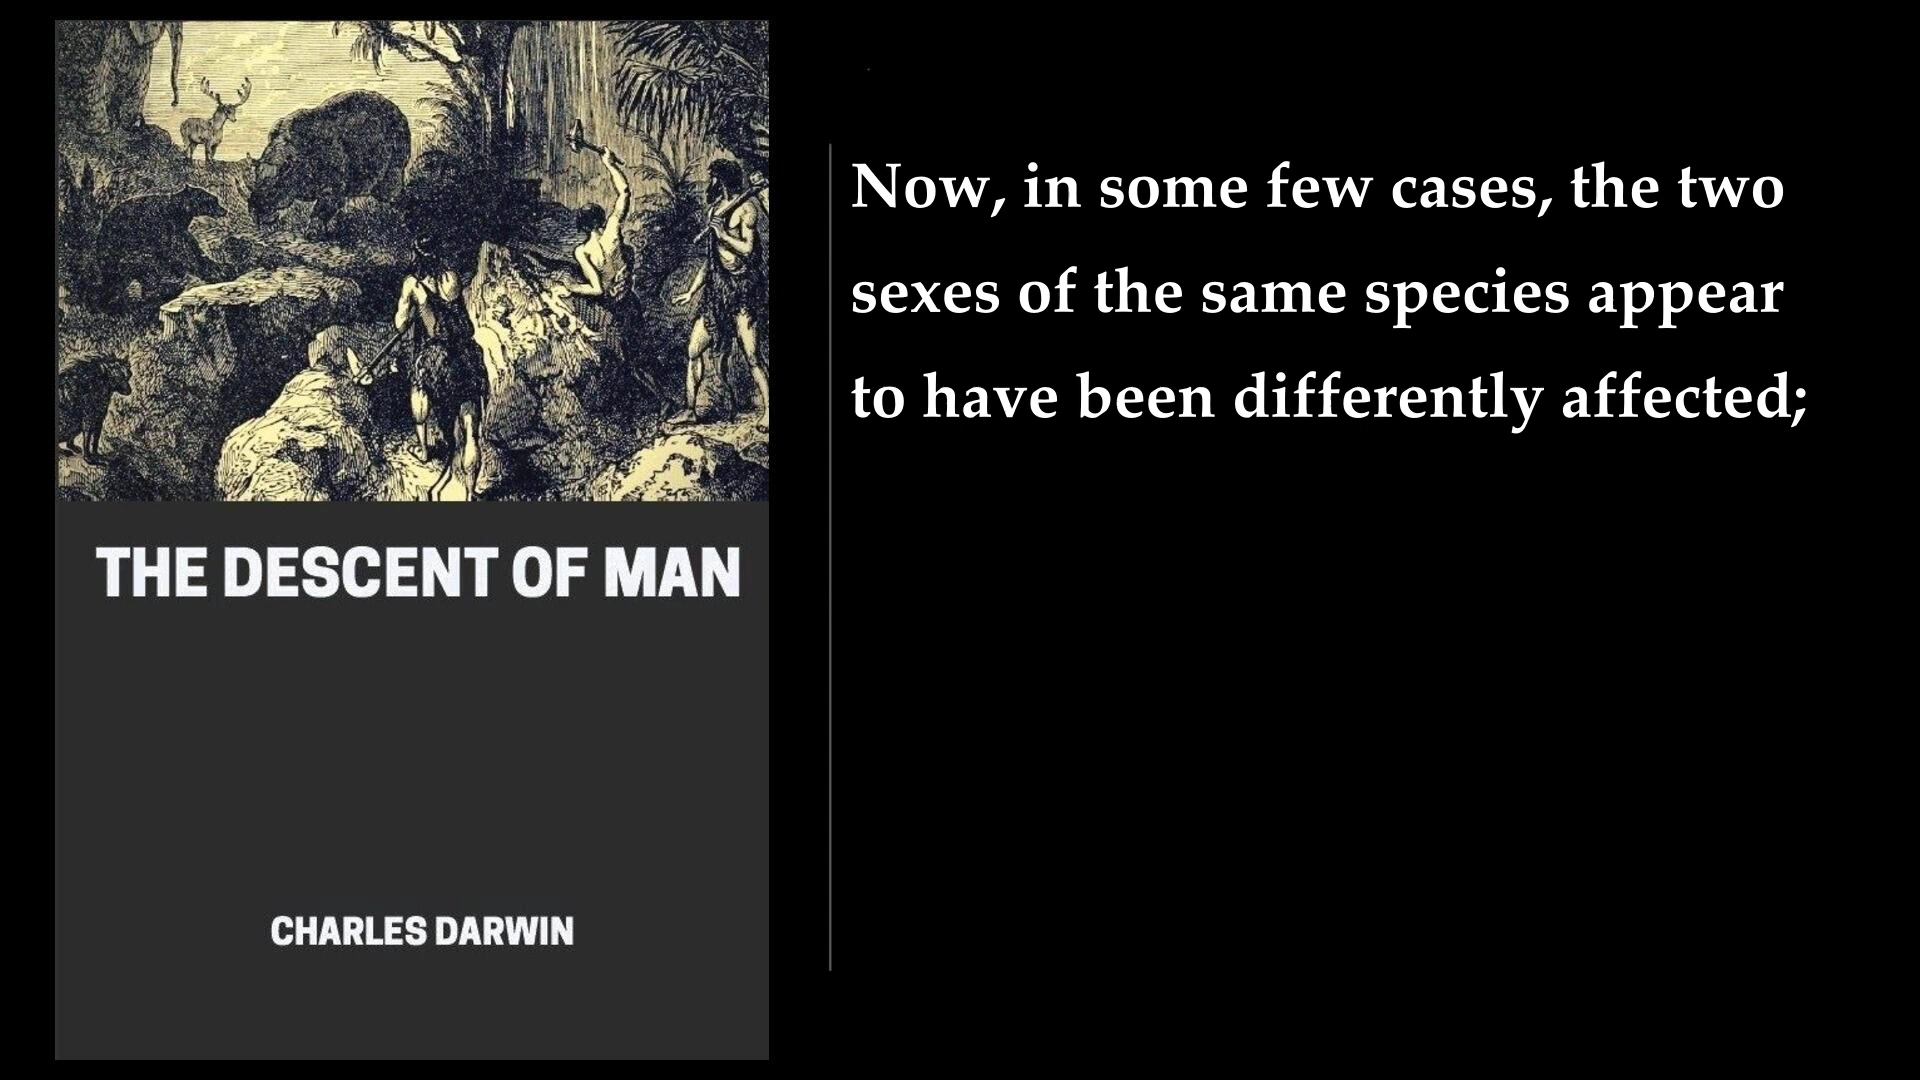 THE DESCENT OF MAN
CHARLES DARWIN
Now, in some few cases, the two
sexes of the same species appear
to have been differently affected;